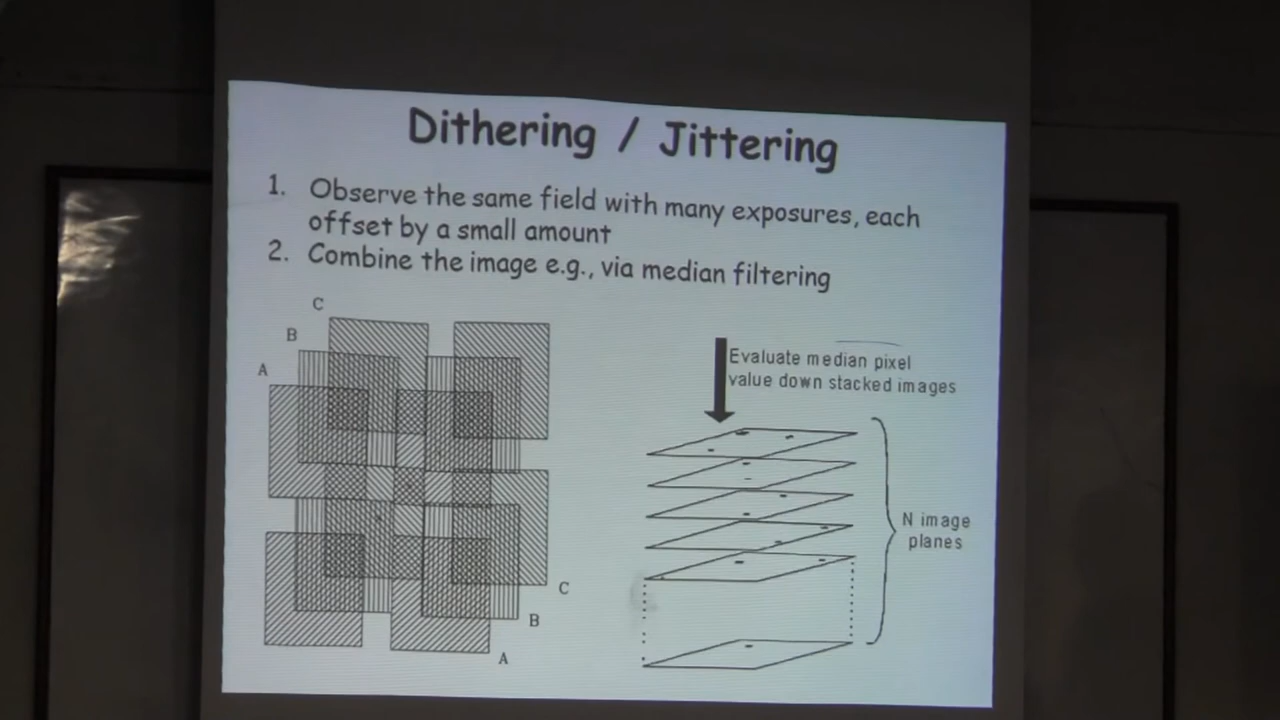 Dithering / Jittering
1. Observe the same field with many exposures, each
offset by a small amount
2. Combine the image e.g., via median filtering
C
B
A
Evaluate median pixel
value down stacked images
N image
planes
C
B
A